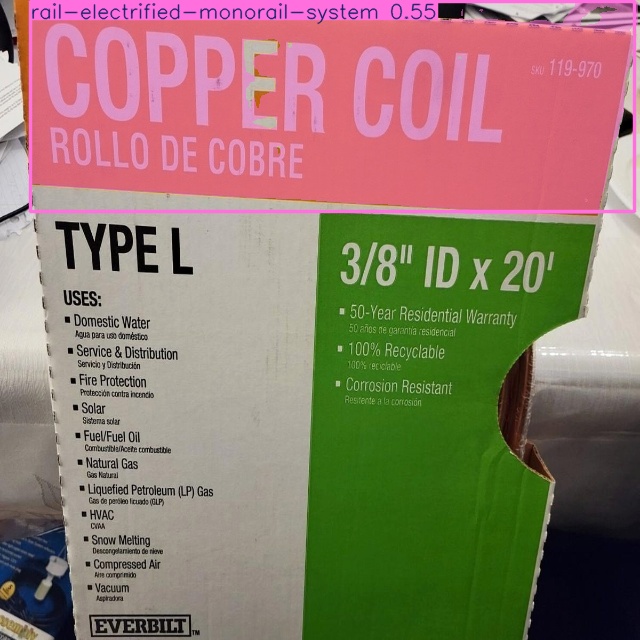 rail-electrified-monorail-system 0.55
COPPER COIL
SKU 119-970
ROLLO DE COBRE
TYPE L
3/8" ID x 20'
USES:
Domestic Water
Agua para uso doméstico
Service & Distribution
Servicio y Distribución
Fire Protection
Protección contra incendio
Solar
Sistema solar
Fuel/Fuel Oil
Combustible/Aceite combustible
Natural Gas
Gas Natural
Liquefied Petroleum (LP) Gas
Gas de peróleo licuado (GLP)
HVAC
CVAA
Snow Melting
Descongelamiento de nieve
Compressed Air
Aire comprimido
Vacuum
Aspiradora
EVERBILT TM
50-Year Residential Warranty
50 años de garantía residencial
100% Recyclable
100% reciclable
Corrosion Resistant
Resistente a la corrosión